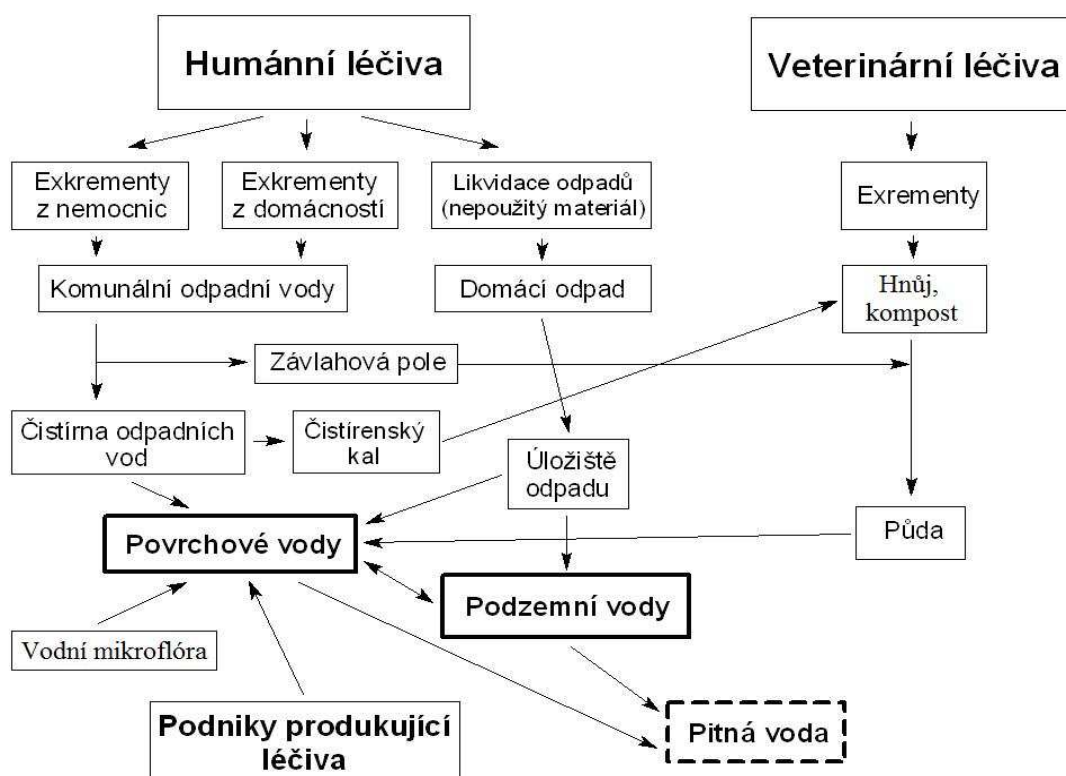 Humánní léčiva
Veterinární léčiva
Exkrementy
z nemocnic
Exkrementy
z domácností
Likvidace odpadů
(nepoužitý materiál)
Exrementy
Komunální odpadní vody
Domácí odpad
Hnůj,
kompost
Závlahová pole
Čistírna odpadních
vod
Čistírenský
kal
Úložiště
odpadu
Povrchové vody
Půda
Podzemní vody
Vodní mikroflóra
Podniky produkující
léčiva
Pitná voda